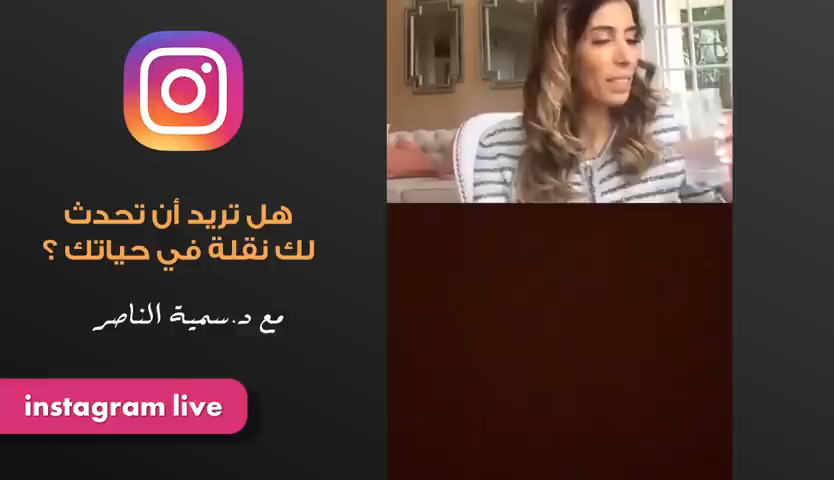 هل تريد أن تحدث
لك نقلة في حياتك ؟
مع د.سمية الناصر
instagram live